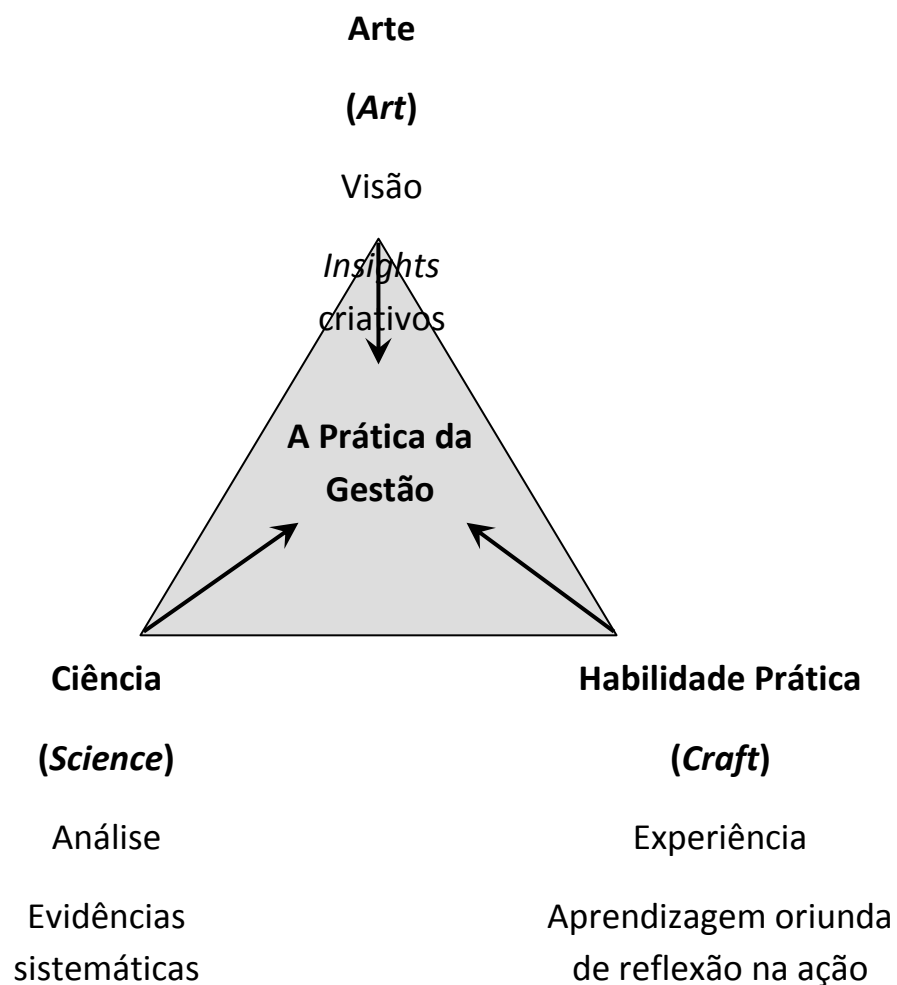 Arte
(Art)
Visão
Insights
criativos
A Prática da
Gestão
Ciência
(Science)
Análise
Evidências
sistemáticas
Habilidade Prática
(Craft)
Experiência
Aprendizagem oriunda
de reflexão na ação